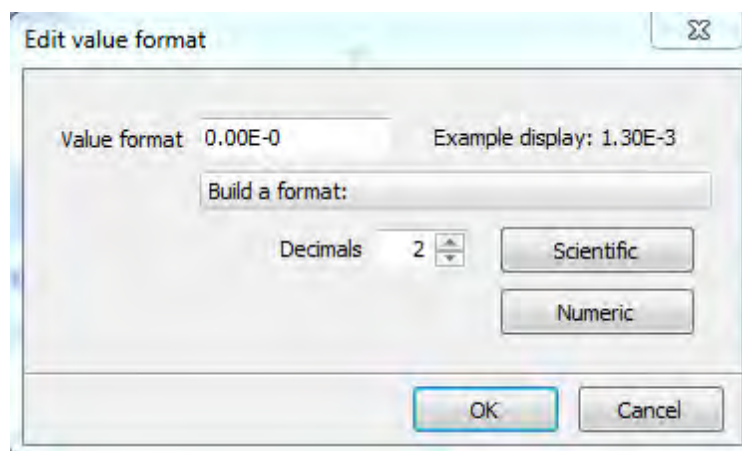 Edit value format
Value format 0.00E-0 Example display: 1.30E-3
Build a format:
Decimals 2 Scientific
Numeric
OK Cancel